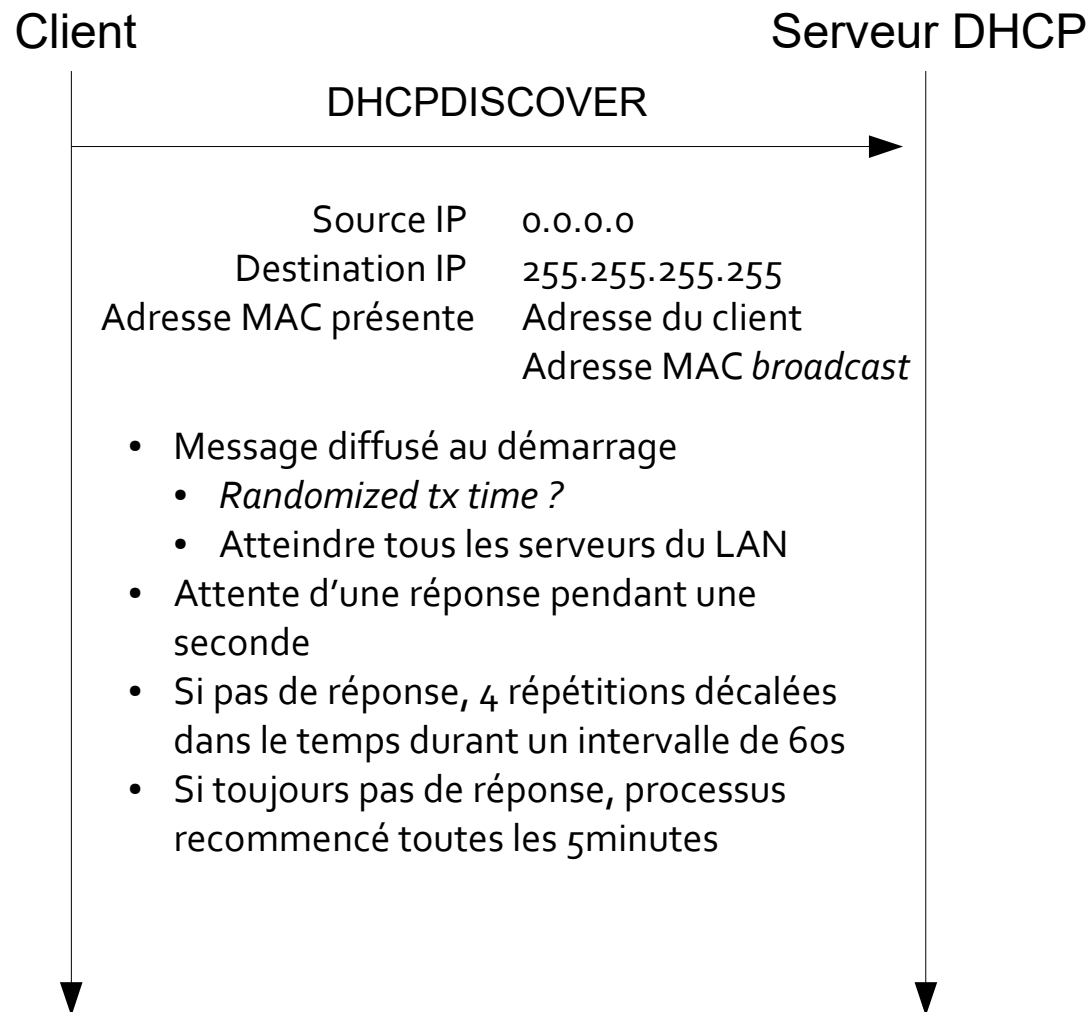 Client
Serveur DHCP
DHCPDISCOVER
Source IP 0.0.0.0
Destination IP 255.255.255.255
Adresse MAC présente Adresse du client
Adresse MAC broadcast
• Message diffusé au démarrage
• Randomized tx time ?
• Atteindre tous les serveurs du LAN
• Attente d’une réponse pendant une
seconde
• Si pas de réponse, 4 répétitions décalées
dans le temps durant un intervalle de 60s
• Si toujours pas de réponse, processus
recommencé toutes les 5minutes